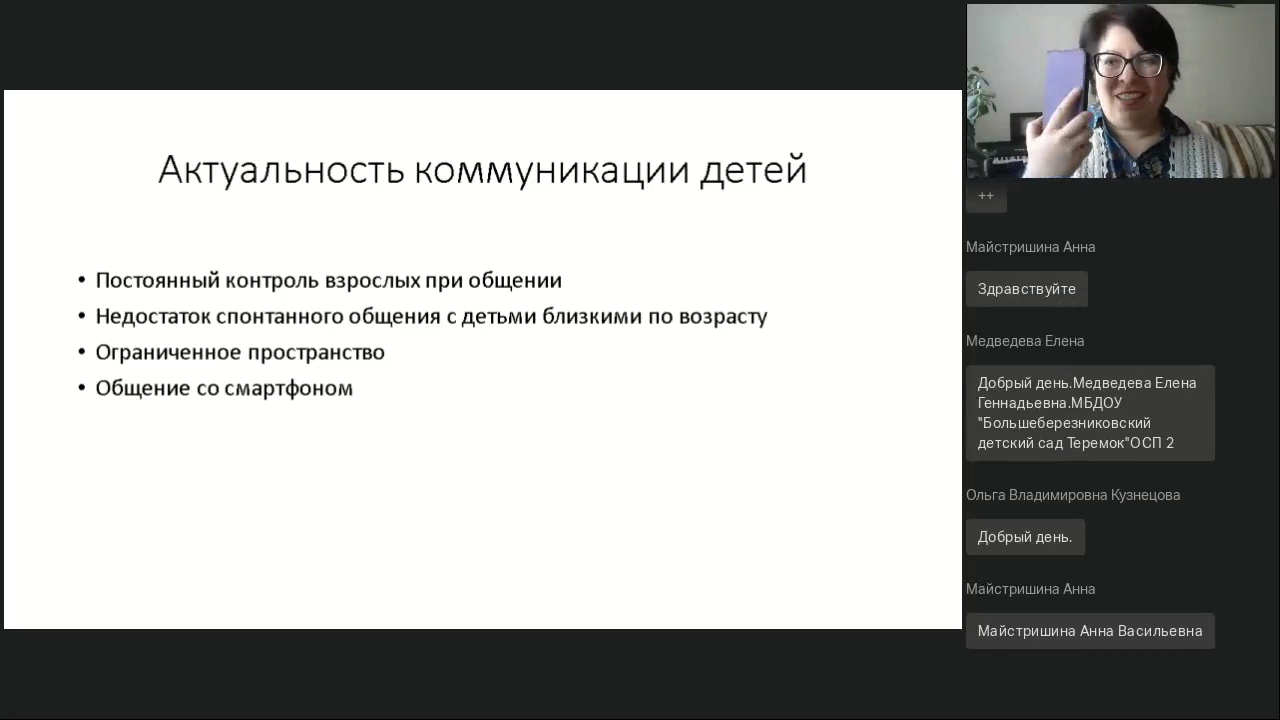 Актуальность коммуникации детей
• Постоянный контроль взрослых при общении
• Недостаток спонтанного общения с детьми близкими по возрасту
• Ограниченное пространство
• Общение со смартфоном
++
Майстришина Анна
Здравствуйте
Медведева Елена
Добрый день.Медведева Елена
Геннадьевна.МБДОУ
"Большеберезниковский
детский сад Теремок"ОСП 2
Ольга Владимировна Кузнецова
Добрый день.
Майстришина Анна
Майстришина Анна Васильевна